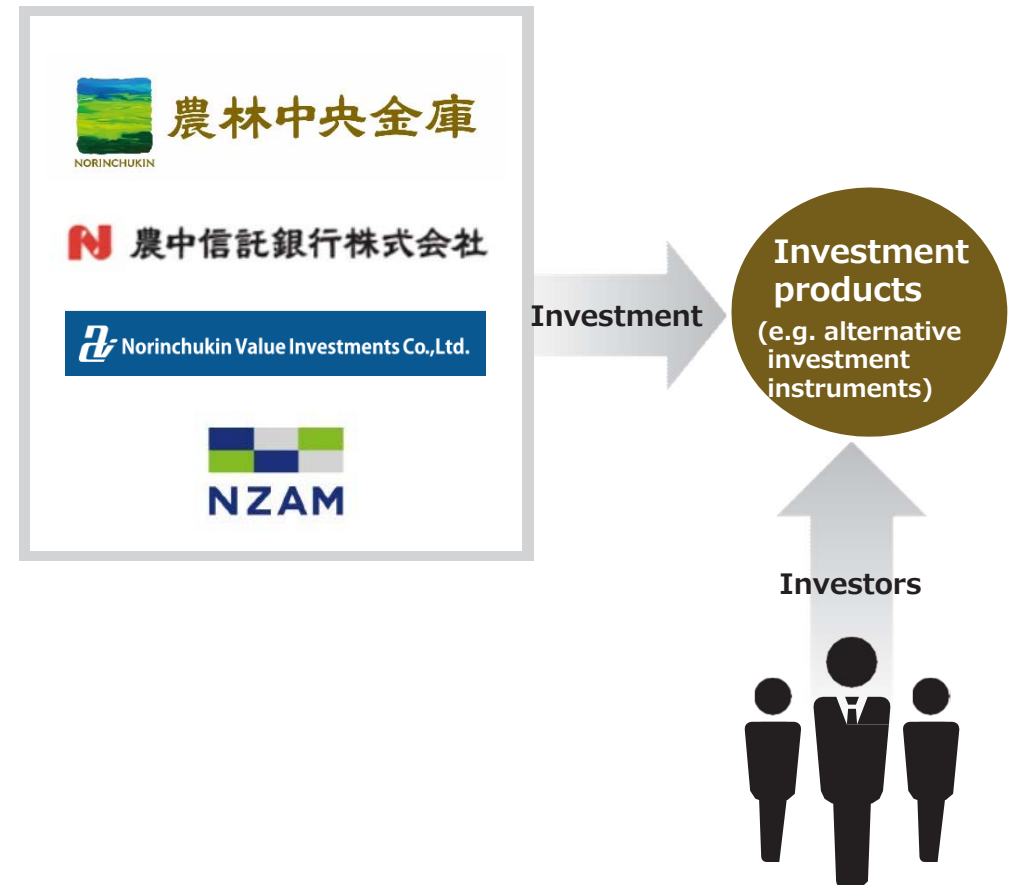 農林中央金庫
NORINCHUKIN
農中信託銀行株式会社
Norinchukin Value Investments Co.,Ltd.
NZAM
Investment
Investment
products
(e.g. alternative
investment
instruments)
Investors